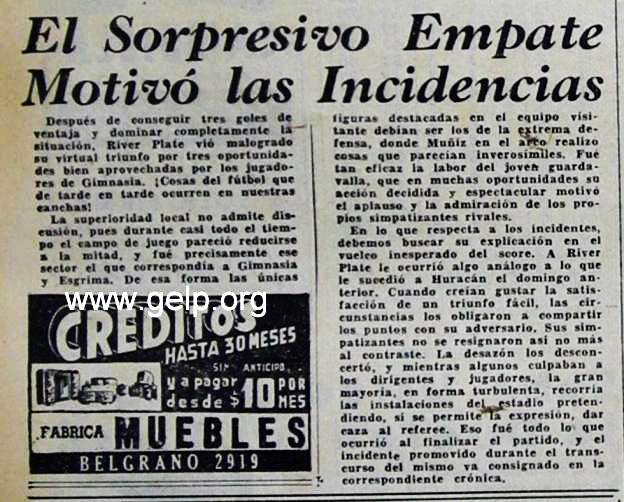 El Sorpresivo Empate
Motivó las Incidencias
Después de conseguir tres goles de
ventaja y dominar completamente la
situación, River Plate vió malogrado
su virtual triunfo por tres oportunida-
des bien aprovechadas por los jugado-
res de Gimnasia. ¡Cosas del fútbol que
de tarde en tarde ocurren en nuestras
canchas!
La superioridad local no admite dis-
cusión, pues durante casi todo el tiem-
po el campo de juego pareció reducirse
a la mitad, y fué precisamente ese
sector el que correspondía a Gimnasia
y Esgrima. De esa forma las únicas
figuras destacadas en el equipo visi-
tante debían ser los de la extrema de-
fensa, donde Muñiz en el arco realizo
cosas que parecían inverosímiles. Fué
tan eficaz la labor del joven guarda-
valla, que en muchas oportunidades su
acción decidida y espectacular motivó
el aplauso y la admiración de los pro-
pios simpatizantes rivales.
En lo que respecta a los incidentes,
debemos buscar su explicación en el
vuelco inesperado del score. A River
Plate le ocurrió algo análogo a lo que
le sucedió a Huracán el domingo an-
terior. Cuando creían gustar la satis-
facción de un triunfo fácil, las cir-
cunstancias los obligaron a compartir
los puntos con su adversario. Sus sim-
patizantes no se resignaron así no más
al contraste. La desazón los descon-
certó, y mientras algunos culpaban a
los dirigentes y jugadores, la gran
mayoría, en forma turbulenta, recorría
las instalaciones del estadio preten-
diendo, si se permite la expresión, dar
caza al referee. Eso fué todo lo que
ocurrió al finalizar el partido, y el
incidente promovido durante el trans-
curso del mismo va consignado en la
correspondiente crónica.
www.gelp.org
CREDITOS
HASTA 30 MESES
SIN ANTICIPO
y a pagar
desde $ 10 POR
MES
FABRICA MUEBLES
BELGRANO 2919